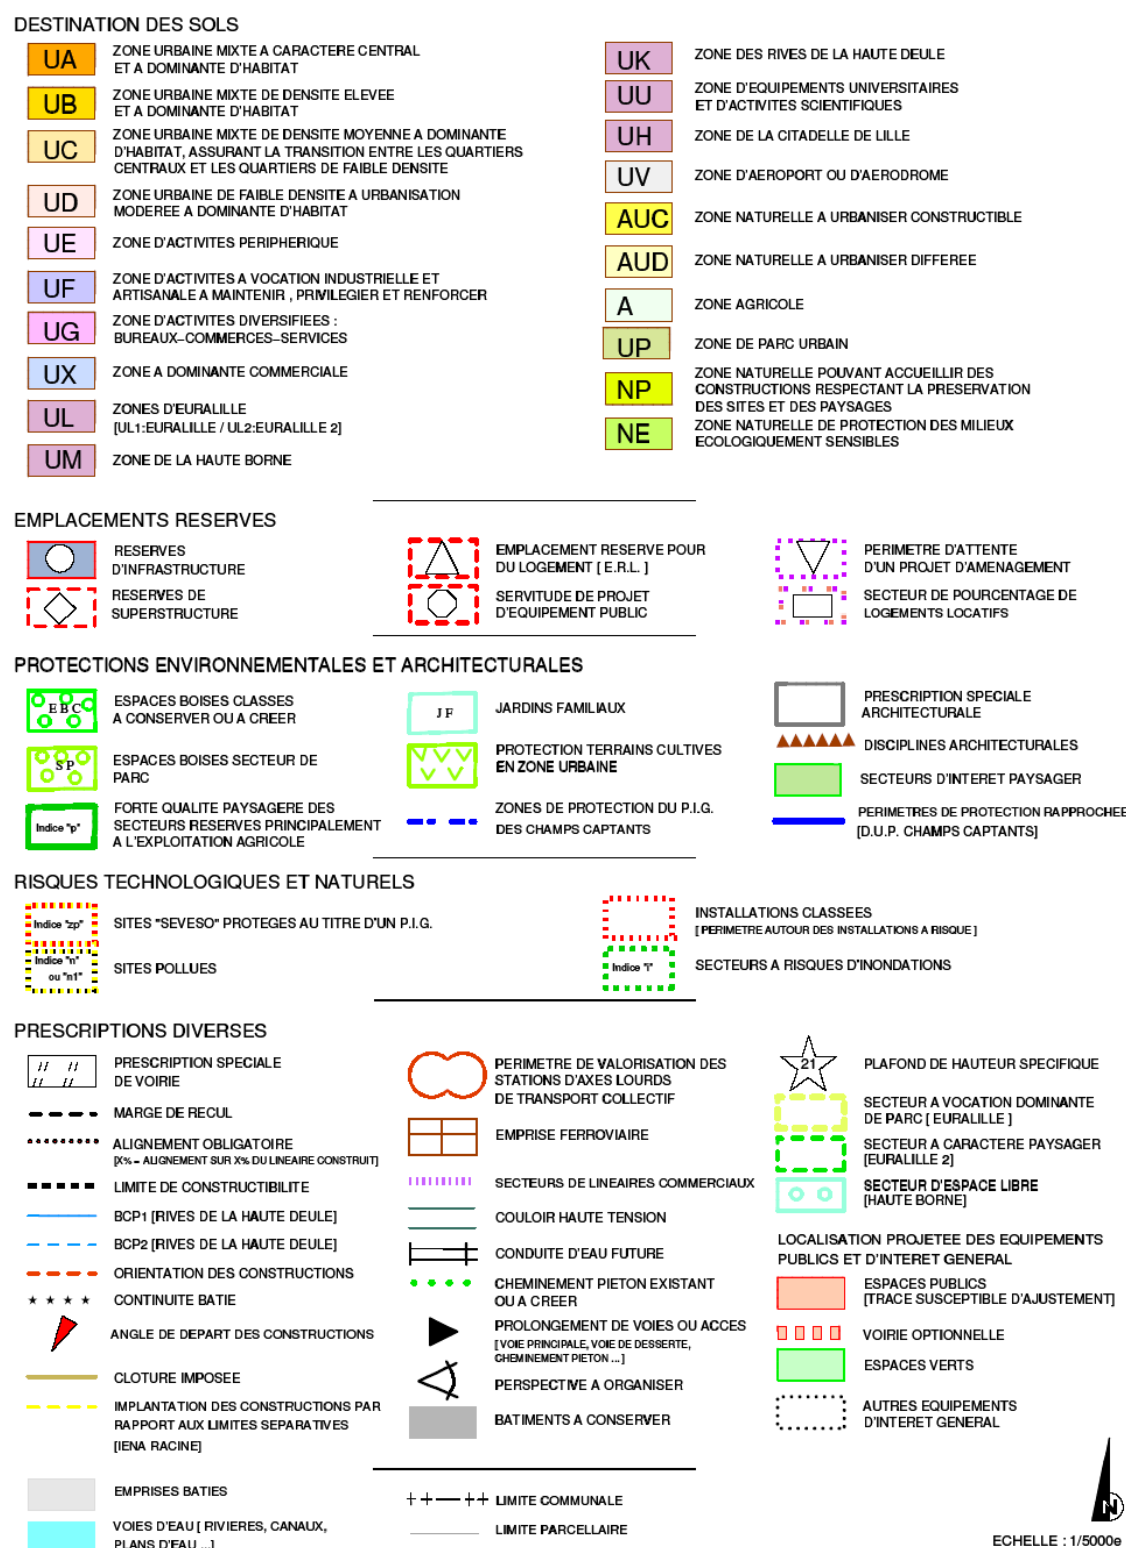 DESTINATION DES SOLS
UA
ZONE URBAINE MIXTE A CARACTERE CENTRAL
ET A DOMINANTE D'HABITAT
UB
ZONE URBAINE MIXTE DE DENSITE ELEVEE
ET A DOMINANTE D'HABITAT
UC
ZONE URBAINE MIXTE DE DENSITE MOYENNE A DOMINANTE
D'HABITAT, ASSURANT LA TRANSITION ENTRE LES QUARTIERS
CENTRAUX ET LES QUARTIERS DE FAIBLE DENSITE
UD
ZONE URBAINE DE FAIBLE DENSITE A URBANISATION
MODEREE A DOMINANTE D'HABITAT
UE
ZONE D'ACTIVITES PERIPHERIQUE
UF
ZONE D'ACTIVITES A VOCATION INDUSTRIELLE ET
ARTISANALE A MAINTENIR , PRIVILEGIER ET RENFORCER
UG
ZONE D'ACTIVITES DIVERSIFIEES :
BUREAUX-COMMERCES-SERVICES
UX
ZONE A DOMINANTE COMMERCIALE
UL
ZONES D'EURALILLE
[UL1:EURALILLE / UL2:EURALILLE 2]
UM
ZONE DE LA HAUTE BORNE
UK
ZONE DES RIVES DE LA HAUTE DEULE
UU
ZONE D'EQUIPEMENTS UNIVERSITAIRES
ET D'ACTIVITES SCIENTIFIQUES
UH
ZONE DE LA CITADELLE DE LILLE
UV
ZONE D'AEROPORT OU D'AERODROME
AUC
ZONE NATURELLE A URBANISER CONSTRUCTIBLE
AUD
ZONE NATURELLE A URBANISER DIFFEREE
A
ZONE AGRICOLE
UP
ZONE DE PARC URBAIN
NP
ZONE NATURELLE POUVANT ACCUEILLIR DES
CONSTRUCTIONS RESPECTANT LA PRESERVATION
DES SITES ET DES PAYSAGES
NE
ZONE NATURELLE DE PROTECTION DES MILIEUX
ECOLOGIQUEMENT SENSIBLES
EMPLACEMENTS RESERVES
RESERVES
D'INFRASTRUCTURE
RESERVES DE
SUPERSTRUCTURE
EMPLACEMENT RESERVE POUR
DU LOGEMENT [ E.R.L. ]
SERVITUDE DE PROJET
D'EQUIPEMENT PUBLIC
PERIMETRE D'ATTENTE
D'UN PROJET D'AMENAGEMENT
SECTEUR DE POURCENTAGE DE
LOGEMENTS LOCATIFS
PROTECTIONS ENVIRONNEMENTALES ET ARCHITECTURALES
EBC
ESPACES BOISES CLASSES
A CONSERVER OU A CREER
SP
ESPACES BOISES SECTEUR DE
PARC
Indice "p"
FORTE QUALITE PAYSAGERE DES
SECTEURS RESERVES PRINCIPALEMENT
A L'EXPLOITATION AGRICOLE
JF
JARDINS FAMILIAUX
PROTECTION TERRAINS CULTIVES
EN ZONE URBAINE
ZONES DE PROTECTION DU P.I.G.
DES CHAMPS CAPTANTS
PRESCRIPTION SPECIALE
ARCHITECTURALE
DISCIPLINES ARCHITECTURALES
SECTEURS D'INTERET PAYSAGER
PERIMETRES DE PROTECTION RAPPROCHEE
[D.U.P. CHAMPS CAPTANTS]
RISQUES TECHNOLOGIQUES ET NATURELS
Indice "zp"
SITES "SEVESO" PROTEGES AU TITRE D'UN P.I.G.
Indice "n"
ou "n1"
SITES POLLUES
INSTALLATIONS CLASSEES
[ PERIMETRE AUTOUR DES INSTALLATIONS A RISQUE ]
Indice "i"
SECTEURS A RISQUES D'INONDATIONS
PRESCRIPTIONS DIVERSES
PRESCRIPTION SPECIALE
DE VOIRIE
MARGE DE RECUL
ALIGNEMENT OBLIGATOIRE
[X% = ALIGNEMENT SUR X% DU LINEAIRE CONSTRUIT]
LIMITE DE CONSTRUCTIBILITE
BCP1 [RIVES DE LA HAUTE DEULE]
BCP2 [RIVES DE LA HAUTE DEULE]
ORIENTATION DES CONSTRUCTIONS
CONTINUITE BATIE
ANGLE DE DEPART DES CONSTRUCTIONS
CLOTURE IMPOSEE
IMPLANTATION DES CONSTRUCTIONS PAR
RAPPORT AUX LIMITES SEPARATIVES
[IENA RACINE]
PERIMETRE DE VALORISATION DES
STATIONS D'AXES LOURDS
DE TRANSPORT COLLECTIF
EMPRISE FERROVIAIRE
SECTEURS DE LINEAIRES COMMERCIAUX
COULOIR HAUTE TENSION
CONDUITE D'EAU FUTURE
CHEMINEMENT PIETON EXISTANT
OU A CREER
PROLONGEMENT DE VOIES OU ACCES
[ VOIE PRINCIPALE, VOIE DE DESSERTE,
CHEMINEMENT PIETON ... ]
PERSPECTIVE A ORGANISER
BATIMENTS A CONSERVER
21
PLAFOND DE HAUTEUR SPECIFIQUE
SECTEUR A VOCATION DOMINANTE
DE PARC [ EURALILLE ]
SECTEUR A CARACTERE PAYSAGER
[EURALILLE 2]
SECTEUR D'ESPACE LIBRE
[HAUTE BORNE]
LOCALISATION PROJETEE DES EQUIPEMENTS
PUBLICS ET D'INTERET GENERAL
ESPACES PUBLICS
[TRACE SUSCEPTIBLE D'AJUSTEMENT]
VOIRIE OPTIONNELLE
ESPACES VERTS
AUTRES EQUIPEMENTS
D'INTERET GENERAL
EMPRISES BATIES
VOIES D'EAU [ RIVIERES, CANAUX,
PLANS D'EAU ...]
LIMITE COMMUNALE
LIMITE PARCELLAIRE
N
ECHELLE : 1/5000e